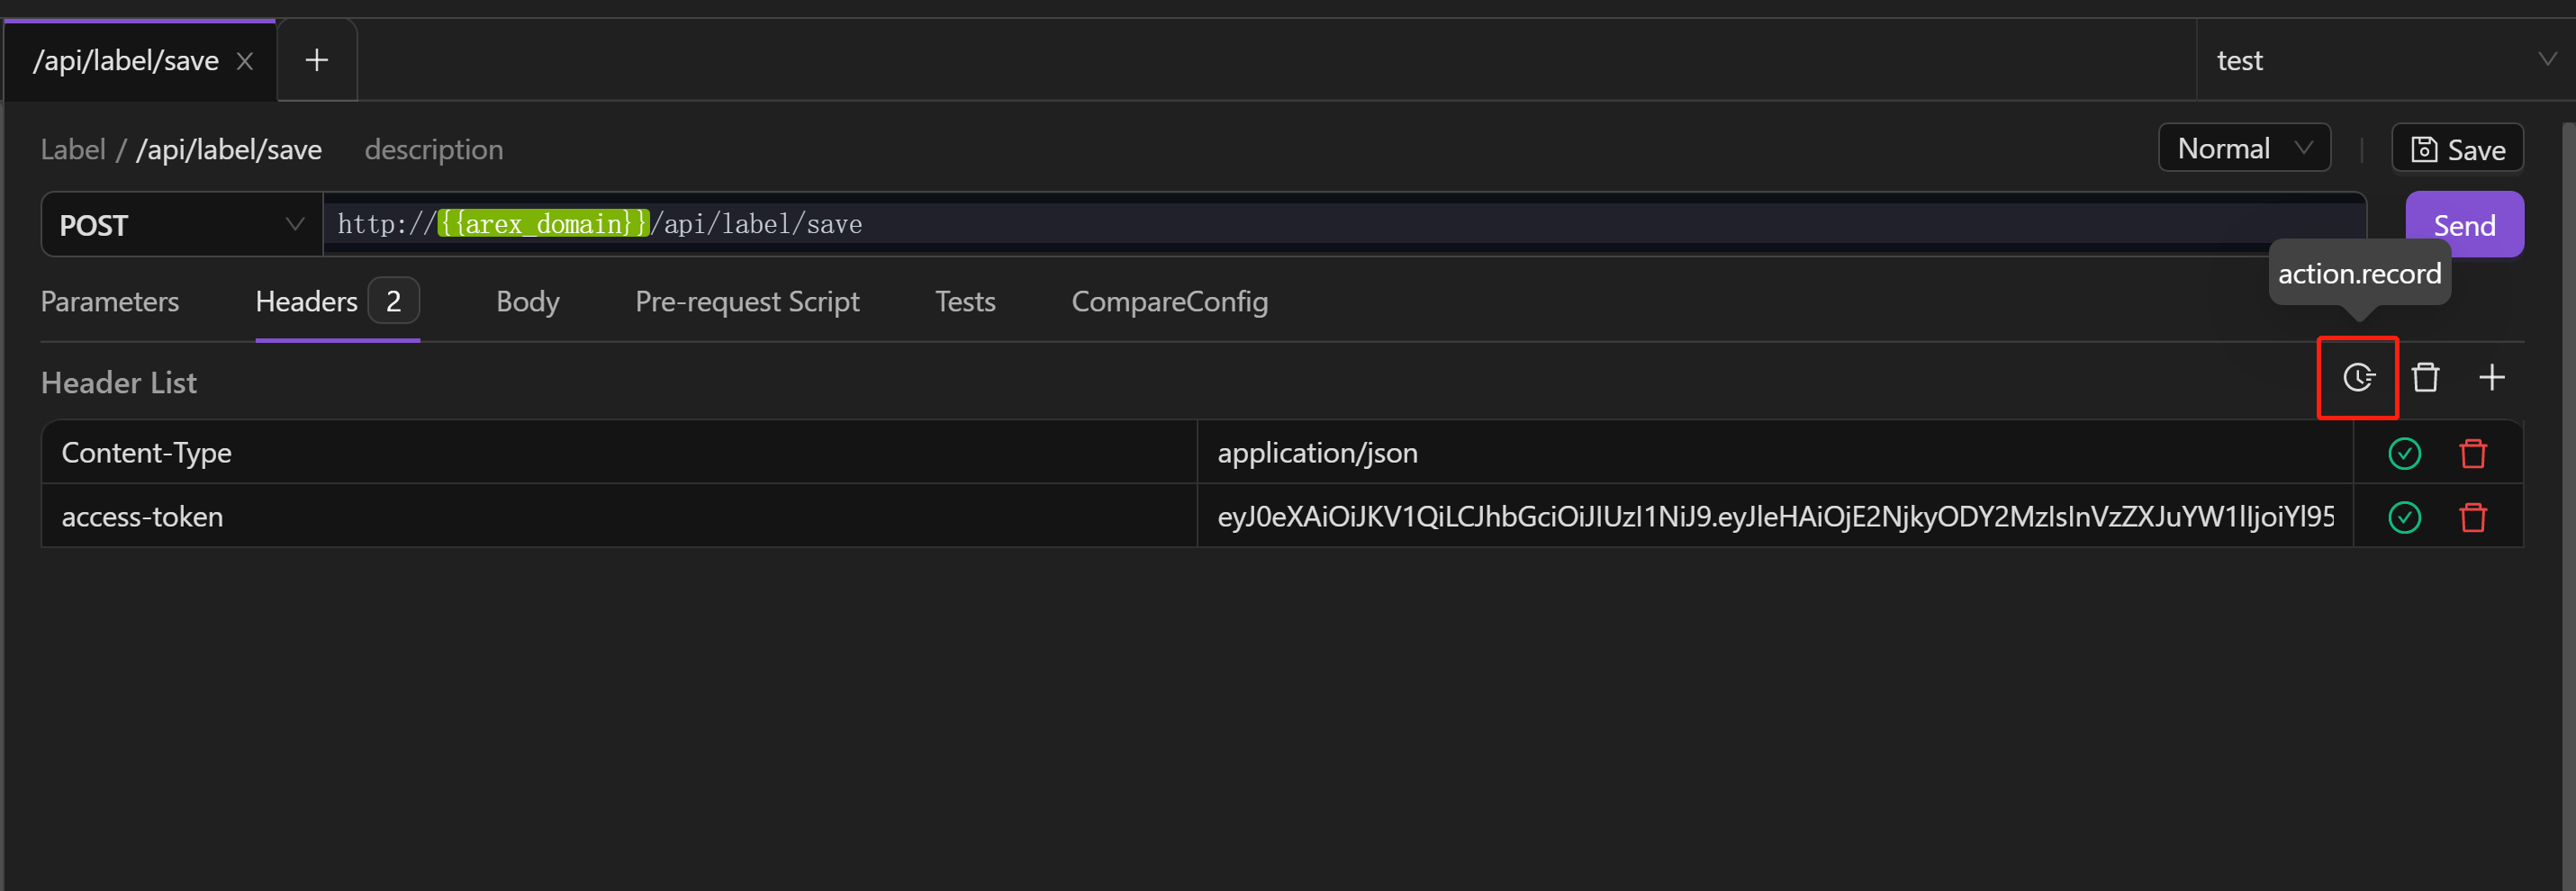 /api/label/save
test
Label / /api/label/save description
Normal
Save
POST
http://{{arex_domain}}/api/label/save
Send
action.record
Parameters Headers 2 Body Pre-request Script Tests CompareConfig
Header List
Content-Type application/json
access-token eyJ0eXAiOiJKV1QiLCJhbGciOiJIUzI1NiJ9.eyJleHAiOjE2NjkyODY2MzIsInVzZXJuYW1lIjoiYl95